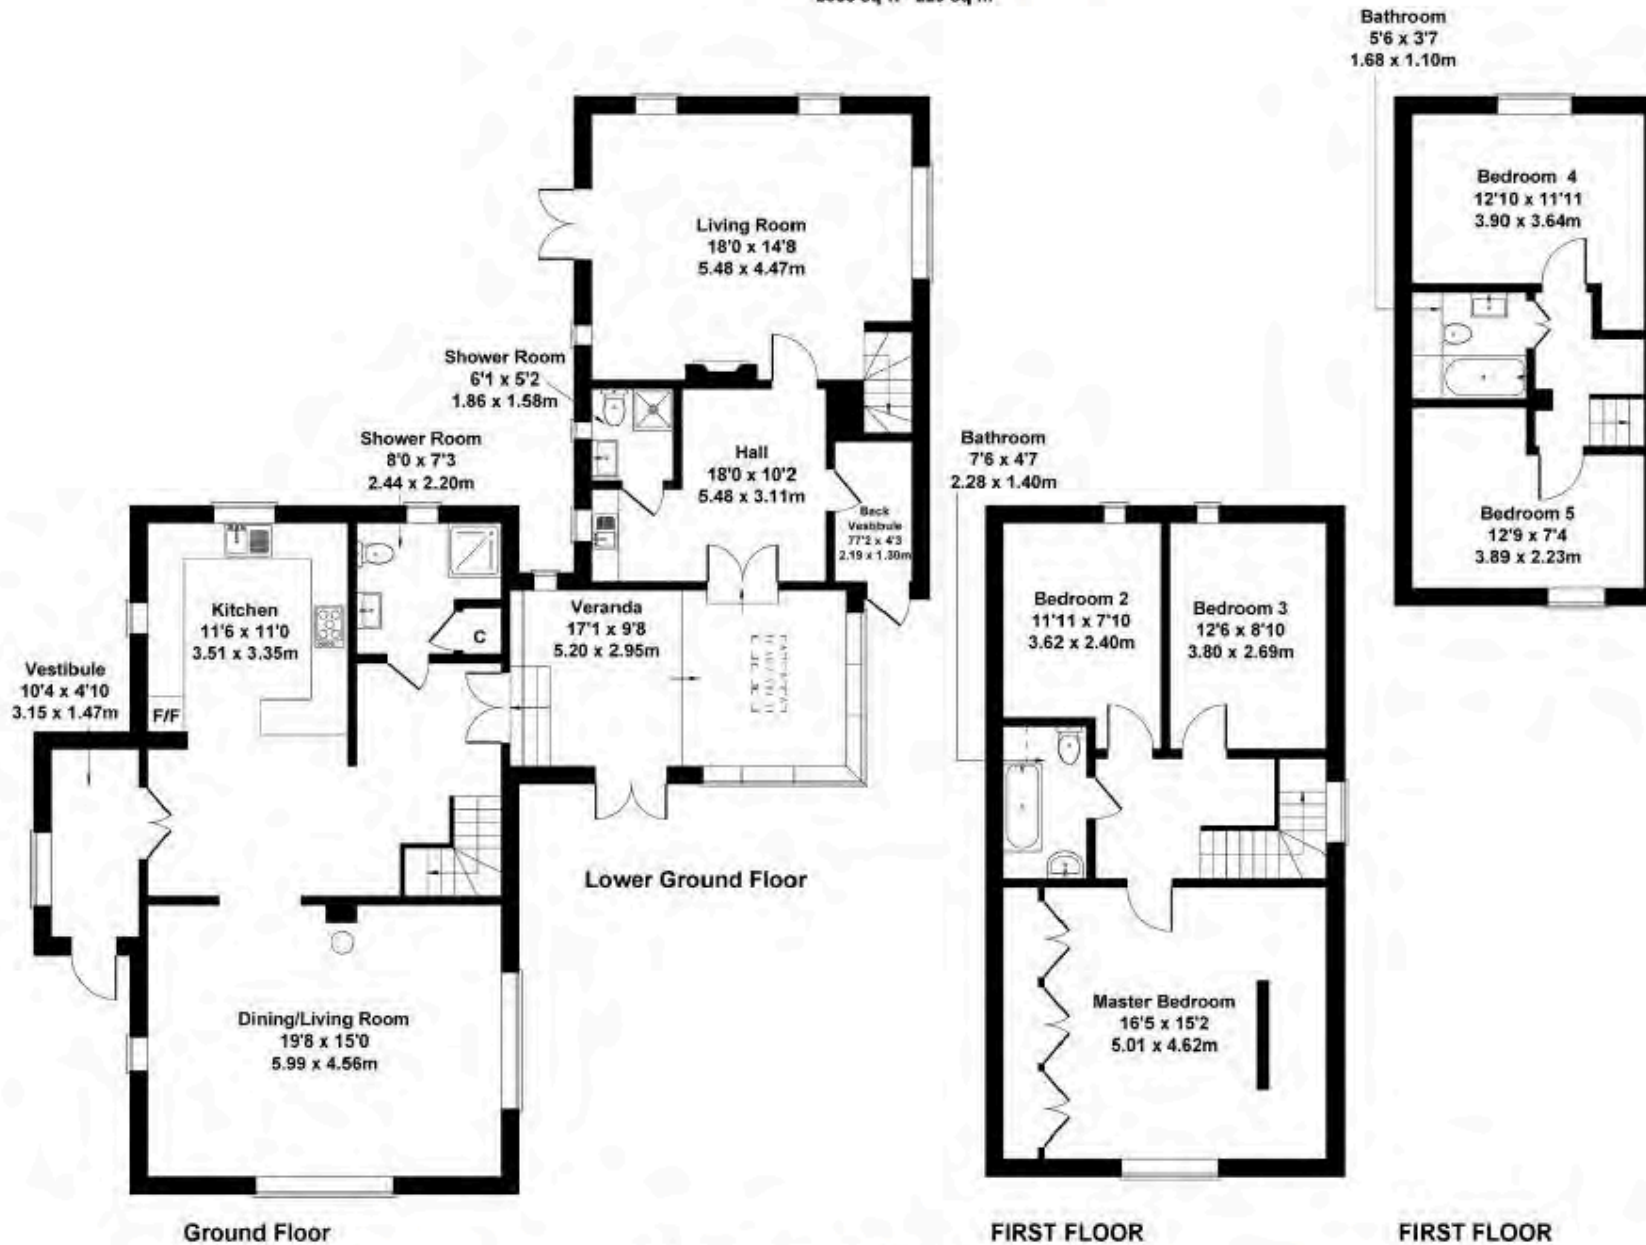 Bathroom
5'6 x 3'7
1.68 x 1.10m
Bedroom 4
12'10 x 11'11
3.90 x 3.64m
Living Room
18'0 x 14'8
5.48 x 4.47m
Shower Room
6'1 x 5'2
1.86 x 1.58m
Shower Room
8'0 x 7'3
2.44 x 2.20m
Hall
18'0 x 10'2
5.48 x 3.11m
Bathroom
7'6 x 4'7
2.28 x 1.40m
Back
Vestibule
77'2 x 4'3
2.19 x 1.30m
Bedroom 5
12'9 x 7'4
3.89 x 2.23m
Kitchen
11'6 x 11'0
3.51 x 3.35m
C
Veranda
17'1 x 9'8
5.20 x 2.95m
Bedroom 2
11'11 x 7'10
3.62 x 2.40m
Bedroom 3
12'6 x 8'10
3.80 x 2.69m
Vestibule
10'4 x 4'10
3.15 x 1.47m
F/F
Lower Ground Floor
Dining/Living Room
19'8 x 15'0
5.99 x 4.56m
Master Bedroom
16'5 x 15'2
5.01 x 4.62m
Ground Floor
FIRST FLOOR
FIRST FLOOR